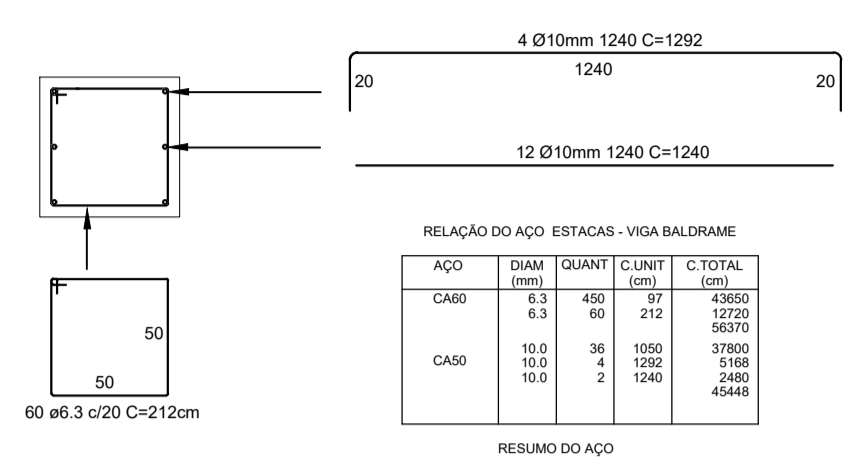 4 Ø10mm 1240 C=1292
1240
20
20
12 Ø10mm 1240 C=1240
50
50
60 ø6.3 c/20 C=212cm
RELAÇÃO DO AÇO ESTACAS - VIGA BALDRAME
AÇO DIAM (mm) QUANT C.UNIT (cm) C.TOTAL (cm)
CA60 6.3 450 97 43650
6.3 60 212 12720
56370
10.0 36 1050 37800
CA50 10.0 4 1292 5168
10.0 2 1240 2480
45448
RESUMO DO AÇO